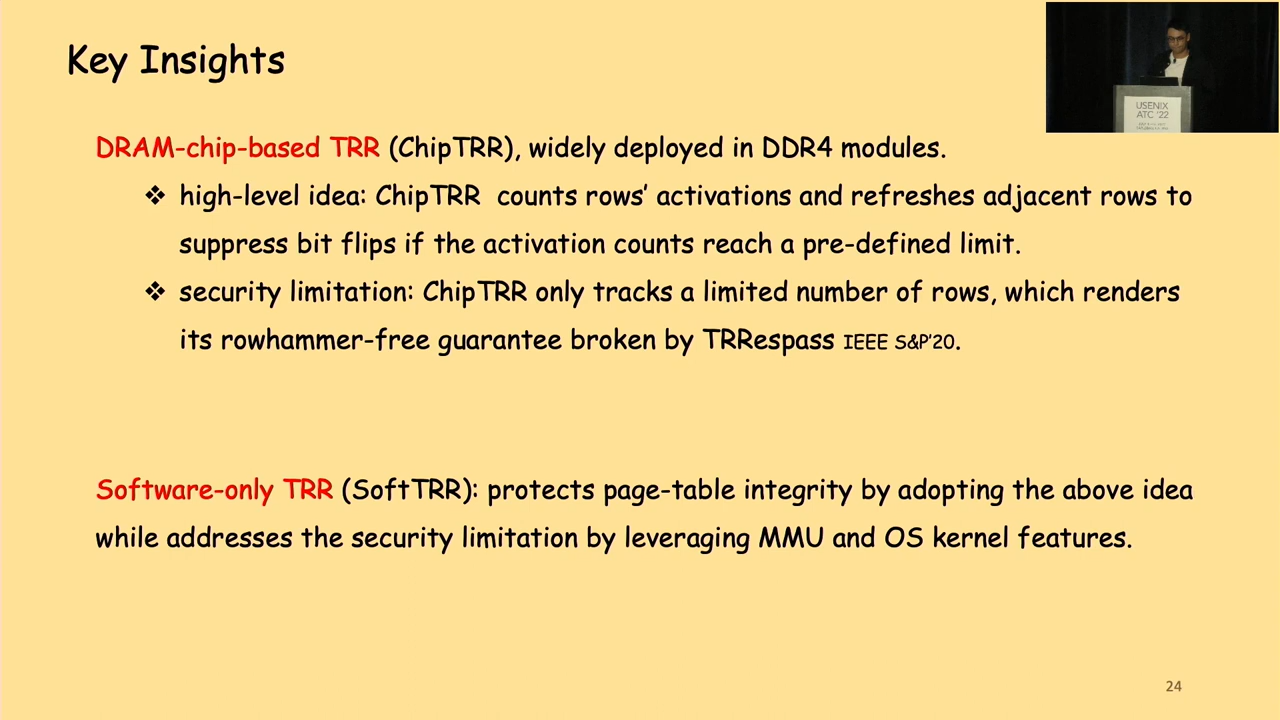 Key Insights
USENIX
ATC '22
DRAM-chip-based TRR (ChipTRR), widely deployed in DDR4 modules.
❖ high-level idea: ChipTRR counts rows' activations and refreshes adjacent rows to
suppress bit flips if the activation counts reach a pre-defined limit.
❖ security limitation: ChipTRR only tracks a limited number of rows, which renders
its rowhammer-free guarantee broken by TRRespass IEEE S&P'20.
Software-only TRR (SoftTRR): protects page-table integrity by adopting the above idea
while addresses the security limitation by leveraging MMU and OS kernel features.
24